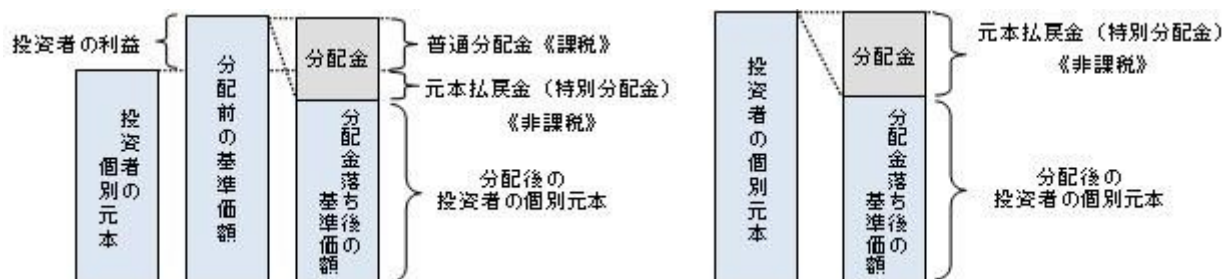 投資者の利益
投資者の
個別の元本
分配前の基準価額
分配金
分配金落ち後の
基準価額の
普通分配金《課税》
元本払戻金（特別分配金）
《非課税》
分配後の
投資者の個別元本
投資者の個別元本
分配金
分配金落ち後の
基準価額の
元本払戻金（特別分配金）
《非課税》
分配後の
投資者の個別元本